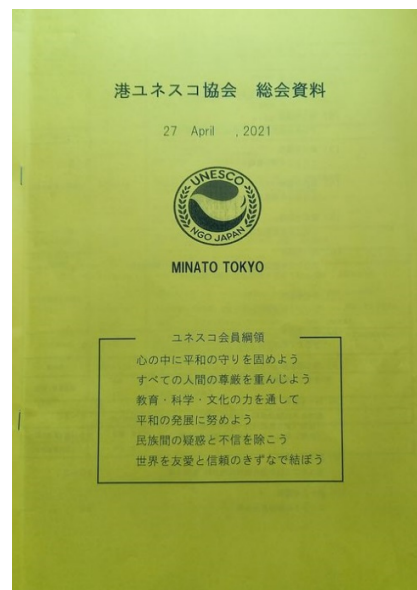 港ユネスコ協会　総会資料
27　April　, 2021
UNESCO
NGO JAPAN
MINATO TOKYO
ユネスコ会員綱領
心の中に平和の守りを固めよう
すべての人間の尊厳を重んじよう
教育・科学・文化の力を通して
平和の発展に努めよう
民族間の疑惑と不信を除こう
世界を友愛と信頼のきずなで結ぼう